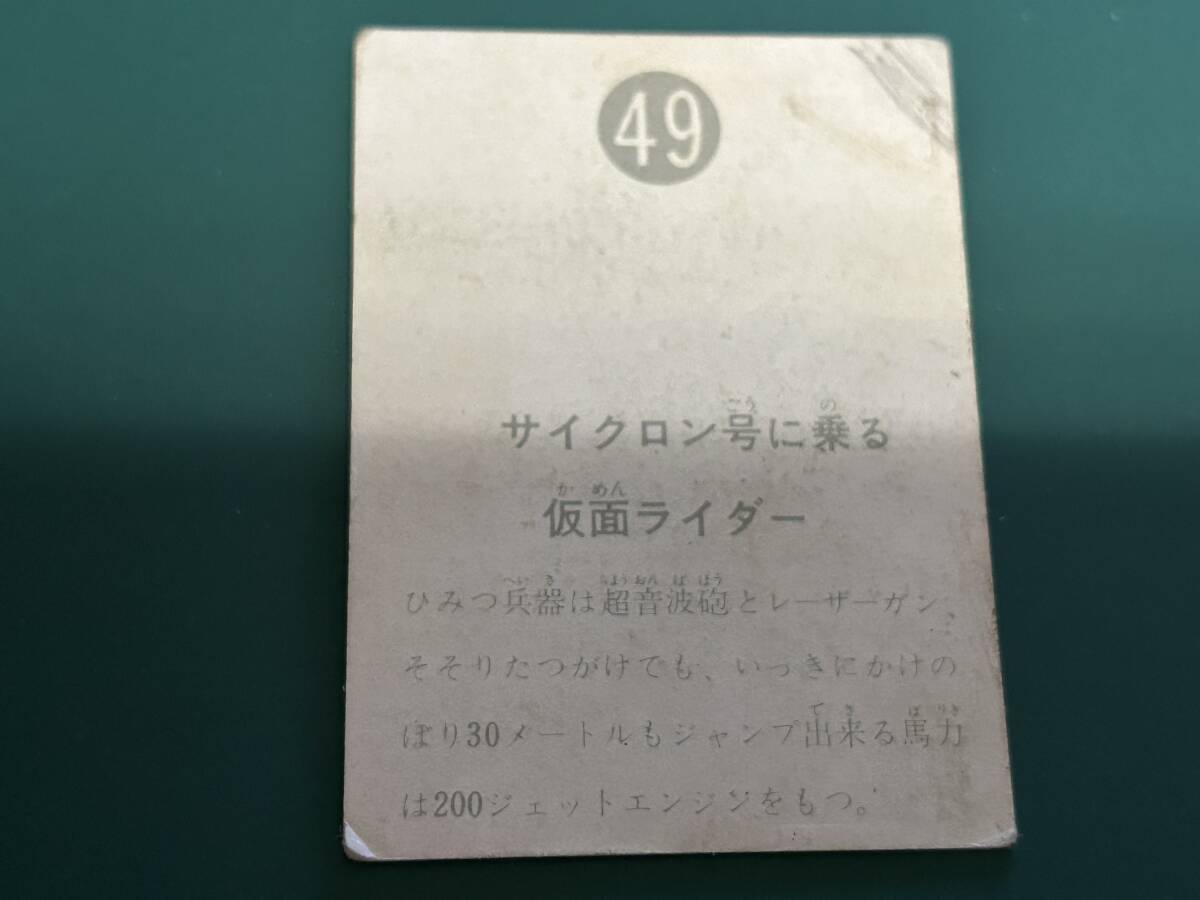 49
サイクロン号に乗る
仮面ライダー
ひみつ兵器は超音波砲とレーザーガン、
そそりたつがけでも、いっきにかけの
ぼり30メートルもジャンプ出来る馬力
は200ジェットエンジンをもつ。